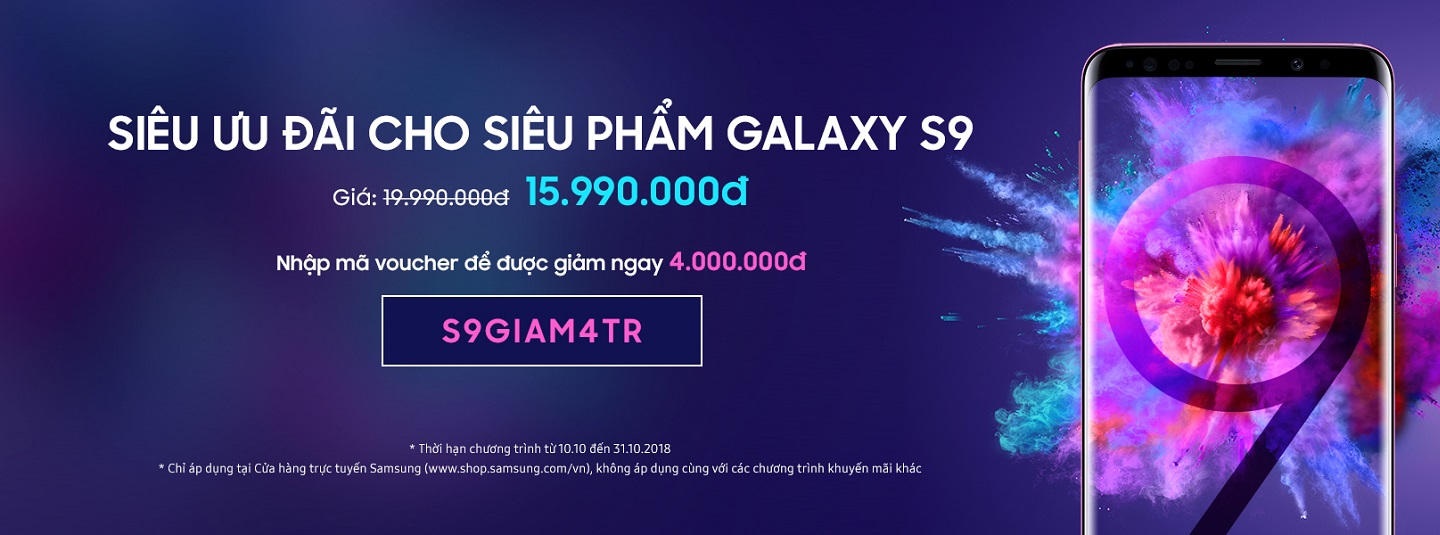 SIÊU ƯU ĐÃI CHO SIÊU PHẨM GALAXY S9
Giá: 19.990.000đ 15.990.000đ
Nhập mã voucher để được giảm ngay 4.000.000đ
S9GIAM4TR
* Thời hạn chương trình từ 10.10 đến 31.10.2018
* Chỉ áp dụng tại Cửa hàng trực tuyến Samsung (www.shop.samsung.com/vn), không áp dụng cùng với các chương trình khuyến mãi khác
9